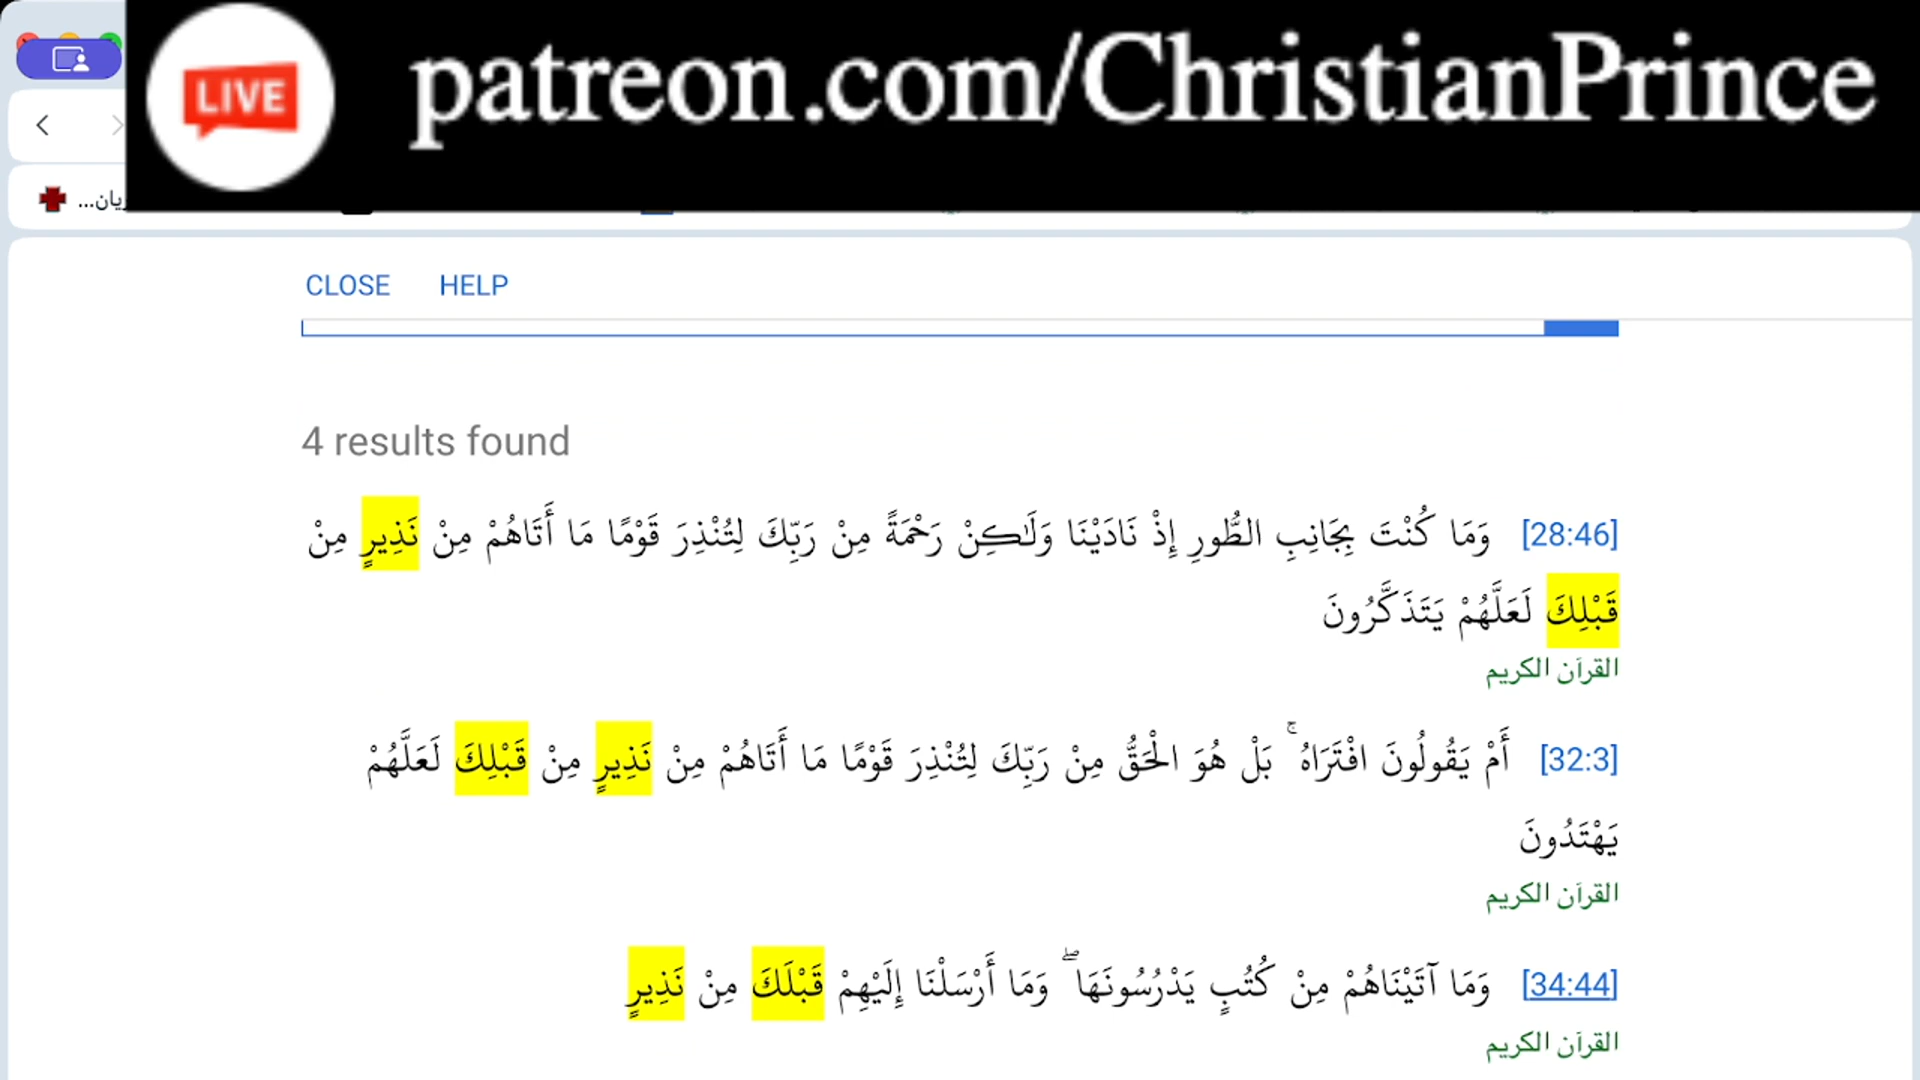 LIVE
patreon.com/ChristianPrince
CLOSE HELP
4 results found
[28:46] وَمَا كُنْتَ بِجَانِبِ الطُّورِ إِذْ نَادَيْنَا وَلَٰكِنْ رَحْمَةً مِنْ رَبِّكَ لِتُنْذِرَ قَوْمًا مَا أَتَاهُمْ مِنْ نَذِيرٍ مِنْ
قَبْلِكَ لَعَلَّهُمْ يَتَذَكَّرُونَ
القرآن الكريم
[32:3] أَمْ يَقُولُونَ افْتَرَاهُ ۚ بَلْ هُوَ الْحَقُّ مِنْ رَبِّكَ لِتُنْذِرَ قَوْمًا مَا أَتَاهُمْ مِنْ نَذِيرٍ مِنْ قَبْلِكَ لَعَلَّهُمْ
يَهْتَدُونَ
القرآن الكريم
[34:44] وَمَا آتَيْنَاهُمْ مِنْ كُتُبٍ يَدْرُسُونَهَا ۖ وَمَا أَرْسَلْنَا إِلَيْهِمْ قَبْلَكَ مِنْ نَذِيرٍ
القرآن الكريم